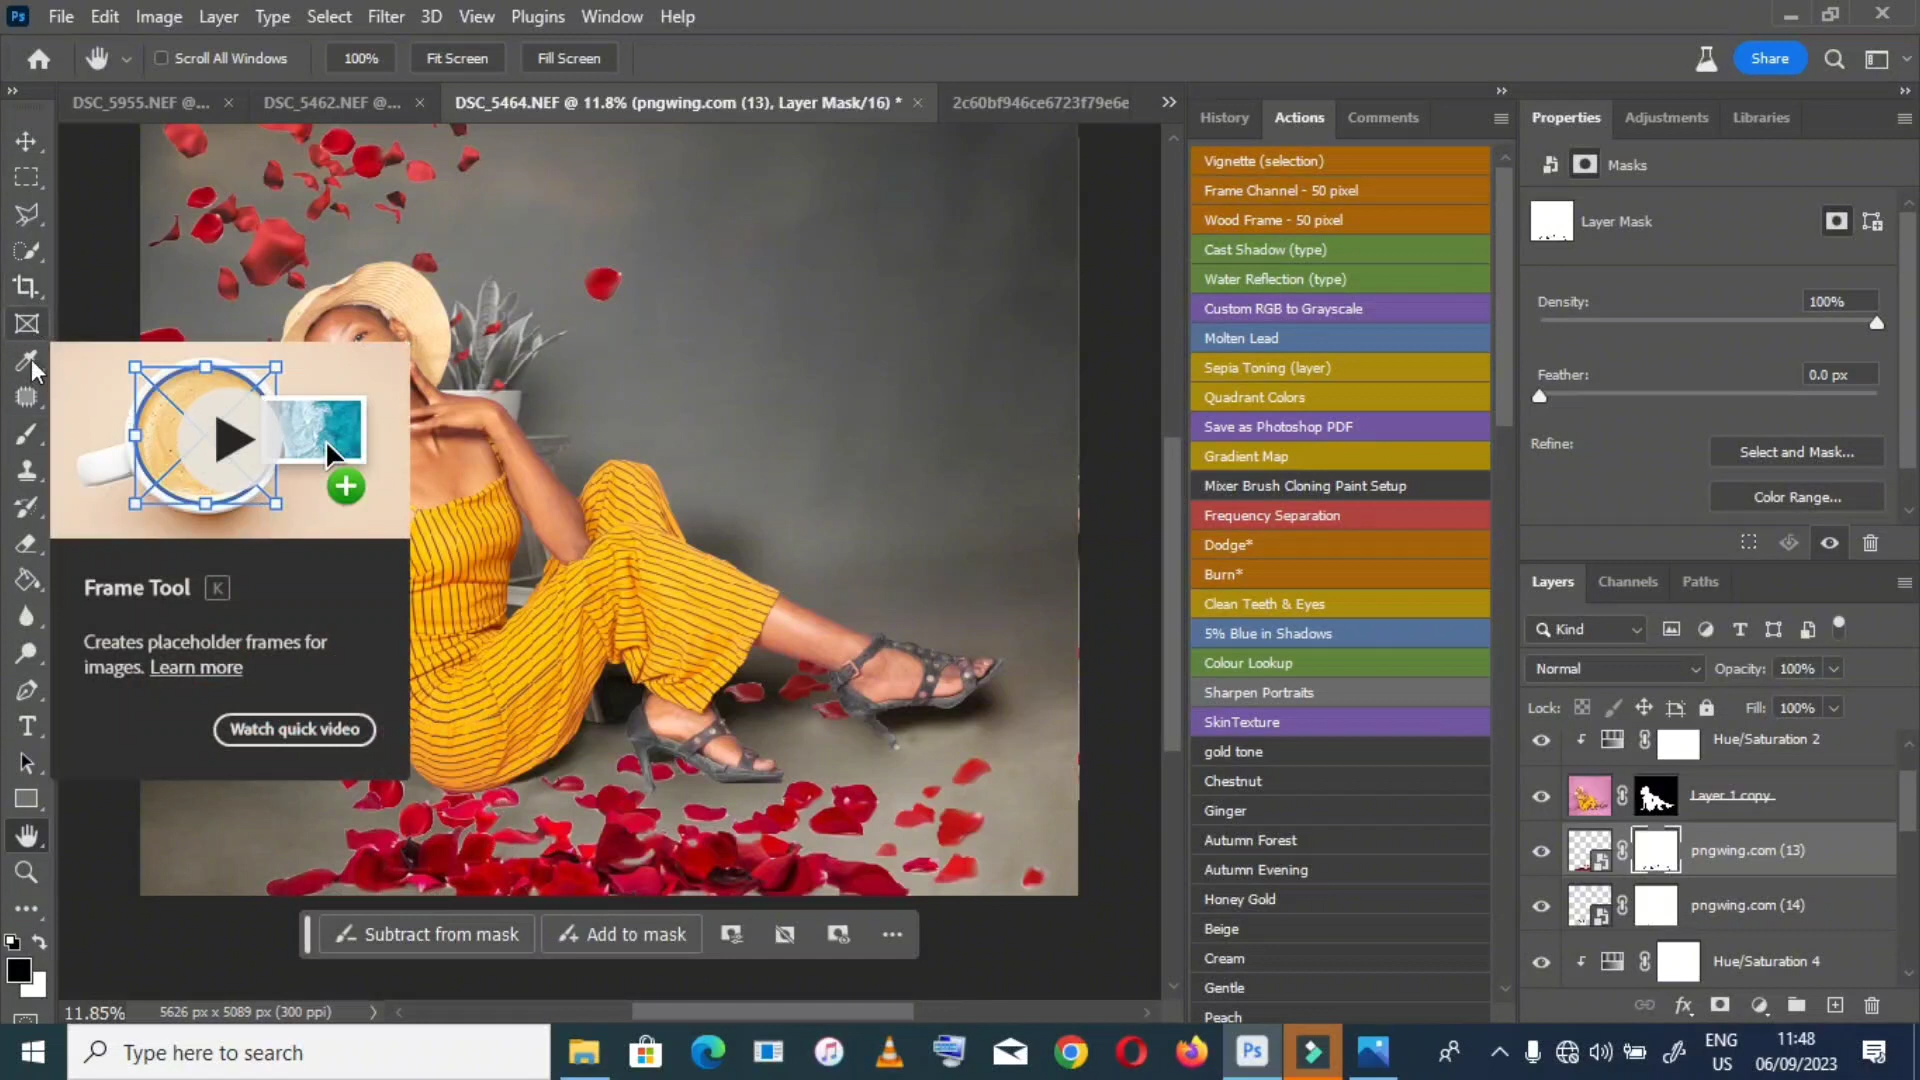 Ps File Edit Image Layer Type Select Filter 3D View Plugins Window Help
Scroll All Windows 100% Fit Screen Fill Screen Share
DSC_5955.NEF @... × DSC_5462.NEF @... × DSC_5464.NEF @ 11.8% (pngwing.com (13), Layer Mask/16) * × 2c60bf946ce6723f79e6e
History Actions Comments
Vignette (selection)
Frame Channel - 50 pixel
Wood Frame - 50 pixel
Cast Shadow (type)
Water Reflection (type)
Custom RGB to Grayscale
Molten Lead
Sepia Toning (layer)
Quadrant Colors
Save as Photoshop PDF
Gradient Map
Mixer Brush Cloning Paint Setup
Frequency Separation
Dodge*
Burn*
Clean Teeth & Eyes
5% Blue in Shadows
Colour Lookup
Sharpen Portraits
SkinTexture
gold tone
Chestnut
Ginger
Autumn Forest
Autumn Evening
Honey Gold
Beige
Cream
Gentle
Peach
Properties Adjustments Libraries
Masks
Layer Mask
Density: 100%
Feather: 0.0 px
Refine: Select and Mask...
Color Range...
Layers Channels Paths
Kind
Normal Opacity: 100%
Lock: Fill: 100%
Hue/Saturation 2
Layer 1 copy
pngwing.com (13)
pngwing.com (14)
Hue/Saturation 4
fx
Frame Tool K
Creates placeholder frames for
images. Learn more
Watch quick video
Subtract from mask Add to mask
11.85% 5626 px x 5089 px (300 ppi)
Type here to search
Ps
ENG
US
11:48
06/09/2023